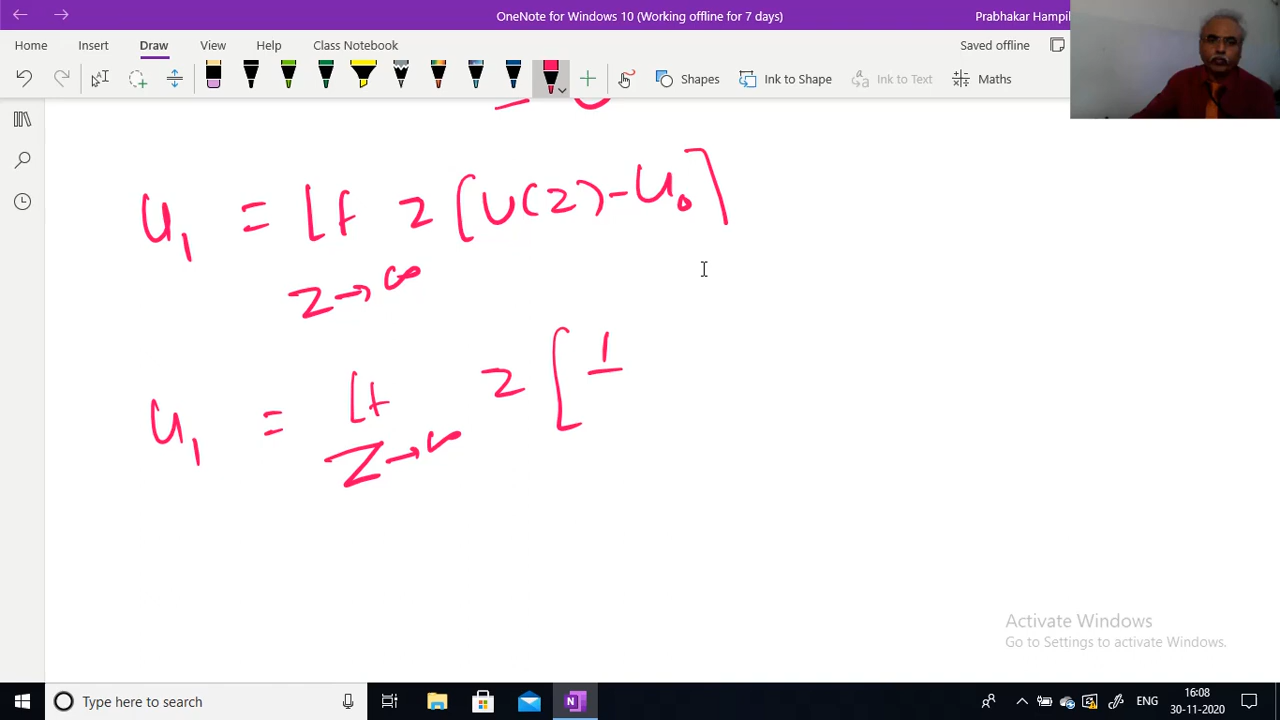 OneNote for Windows 10 (Working offline for 7 days)
Prabhakar Hampil
Home Insert Draw View Help Class Notebook
Saved offline
Shapes Ink to Shape Ink to Text Maths
= 0
u₁ = Lt z [U(z) - u₀]
z→∞
u₁ = Lt z [ 1
z→∞
Activate Windows
Go to Settings to activate Windows.
Type here to search
ENG
16:08
30-11-2020